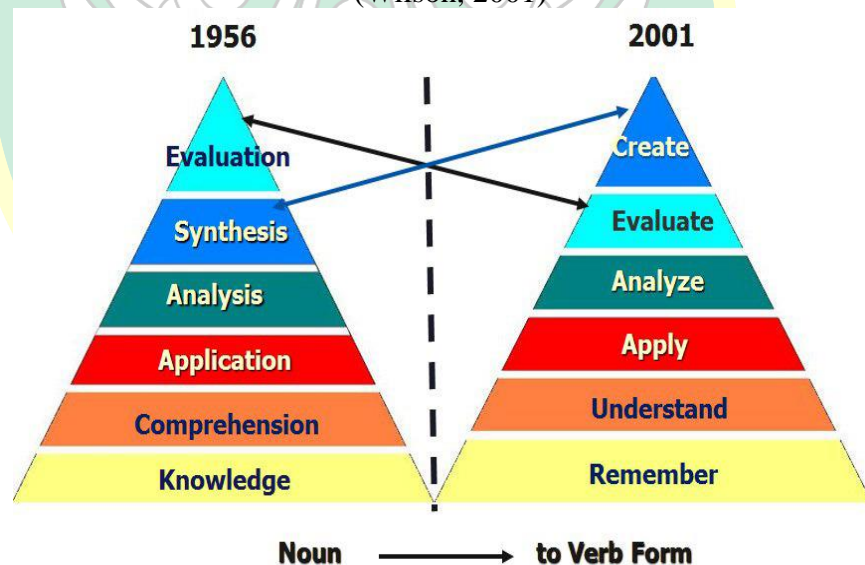 1956
2001
Evaluation
Synthesis
Analysis
Application
Comprehension
Knowledge
Create
Evaluate
Analyze
Apply
Understand
Remember
Noun to Verb Form